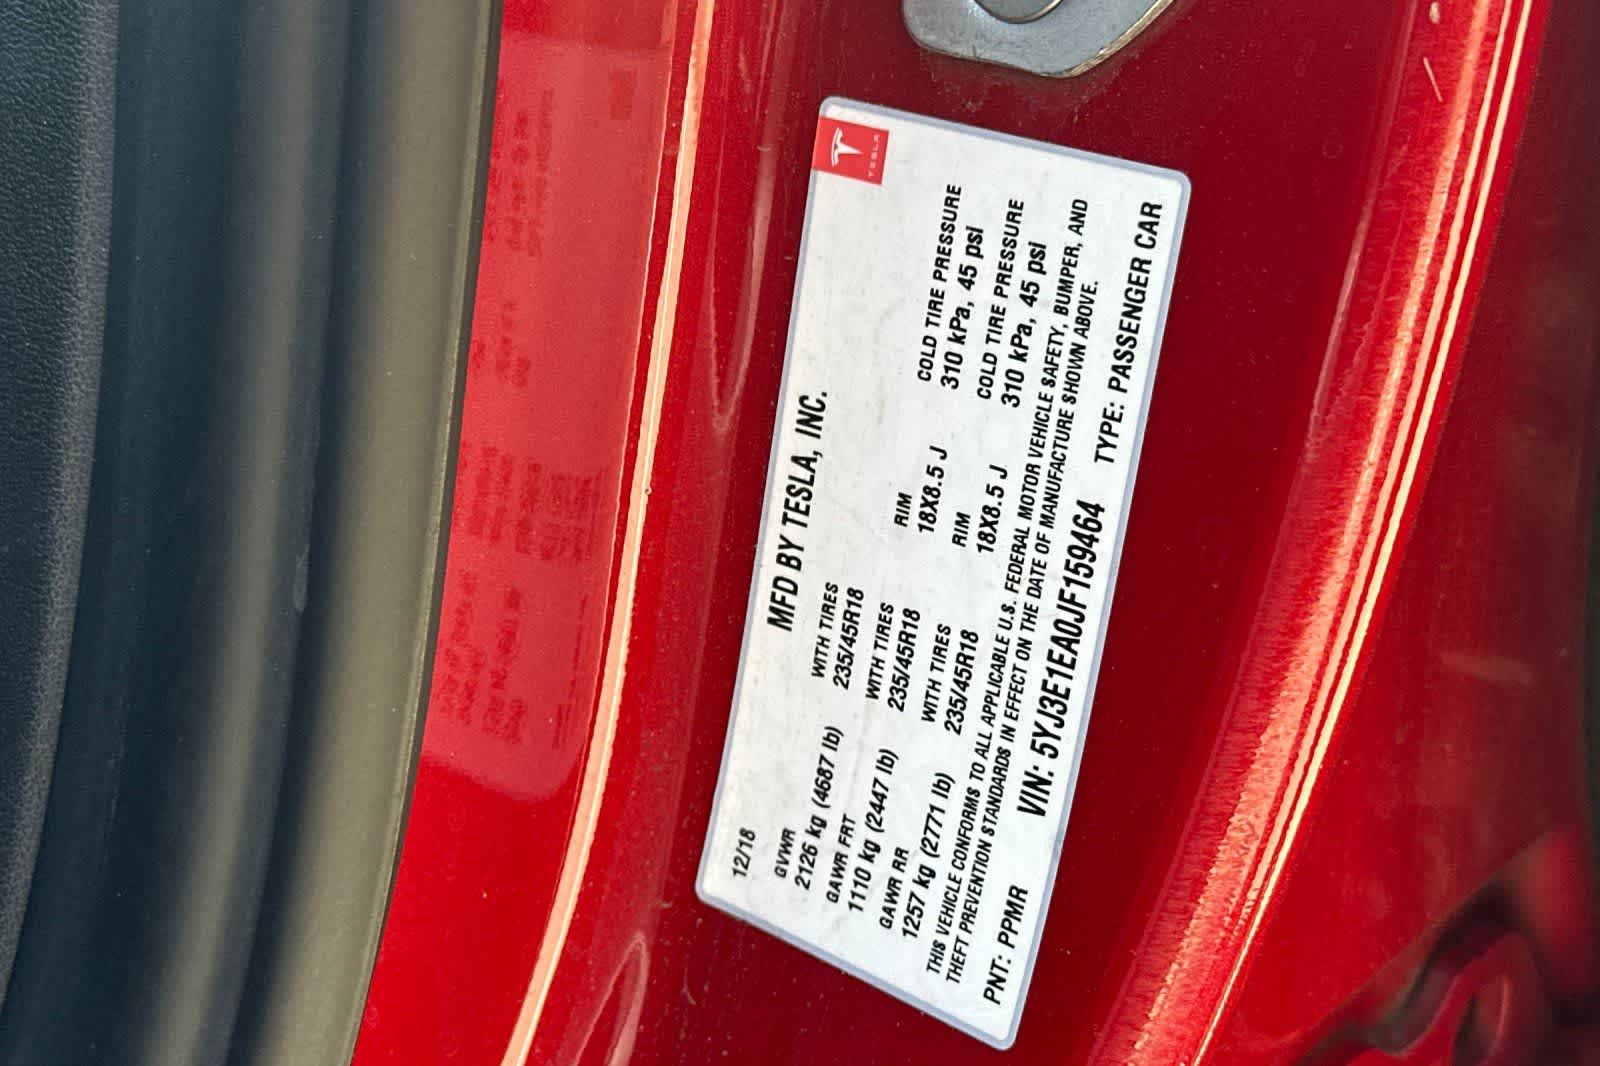 TESLA
MFD BY TESLA, INC.
12/18
GVWR
2126 kg (4687 lb)
WITH TIRES
235/45R18
RIM
18X8.5 J
COLD TIRE PRESSURE
310 kPa, 45 psi
GAWR FRT
1110 kg (2447 lb)
WITH TIRES
235/45R18
RIM
18X8.5 J
COLD TIRE PRESSURE
310 kPa, 45 psi
GAWR RR
1257 kg (2771 lb)
WITH TIRES
235/45R18
THIS VEHICLE CONFORMS TO ALL APPLICABLE U.S. FEDERAL MOTOR VEHICLE SAFETY, BUMPER, AND
THEFT PREVENTION STANDARDS IN EFFECT ON THE DATE OF MANUFACTURE SHOWN ABOVE.
PNT: PPMR VIN: 5YJ3E1EA0JF159464 TYPE: PASSENGER CAR